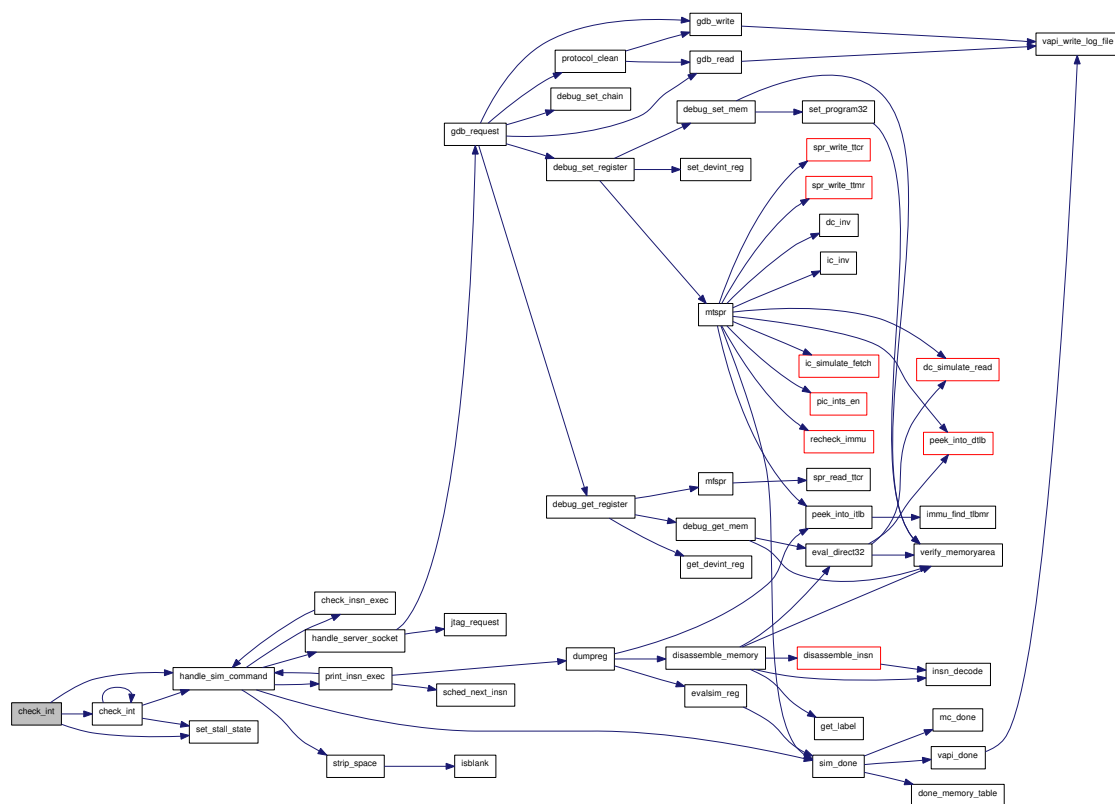 gdb_write
vapi_write_log_file
protocol_clean
gdb_read
debug_set_chain
debug_set_mem
set_program32
gdb_request
spr_write_ttcr
debug_set_register
set_devint_reg
spr_write_ttmr
dc_inv
ic_inv
mtspr
ic_simulate_fetch
dc_simulate_read
pic_ints_en
recheck_immu
peek_into_dtlb
mfspr
spr_read_ttcr
debug_get_register
peek_into_itlb
immu_find_tlbmr
debug_get_mem
eval_direct32
verify_memoryarea
get_devint_reg
check_insn_exec
jtag_request
handle_server_socket
dumpreg
disassemble_memory
disassemble_insn
insn_decode
handle_sim_command
print_insn_exec
sched_next_insn
evalsim_reg
check_int
check_int
set_stall_state
get_label
mc_done
strip_space
isblank
sim_done
vapi_done
done_memory_table